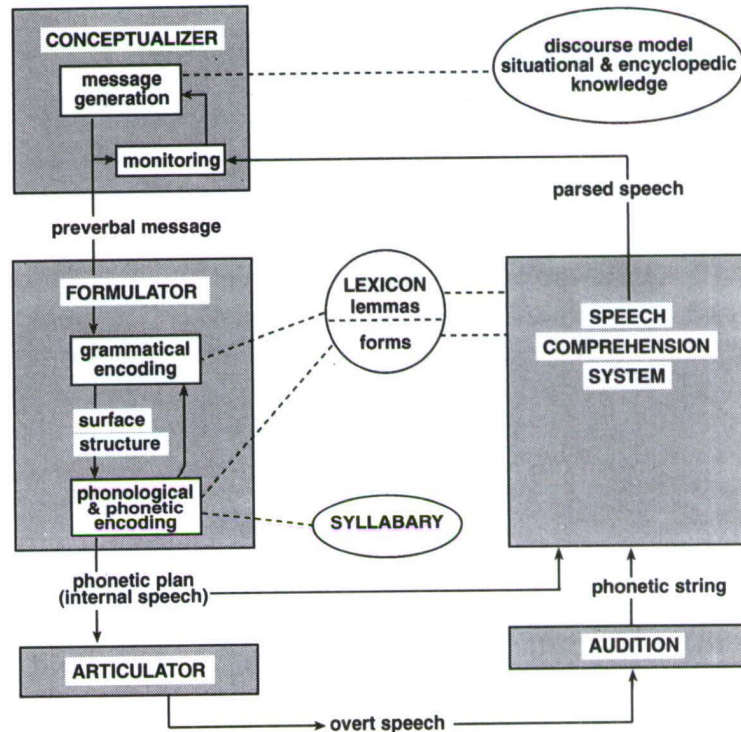 CONCEPTUALIZER
message
generation
monitoring
discourse model
situational & encyclopedic
knowledge
parsed speech
preverbal message
FORMULATOR
grammatical
encoding
surface
structure
phonological
& phonetic
encoding
LEXICON
lemmas
forms
SYLLABARY
SPEECH
COMPREHENSION
SYSTEM
phonetic plan
(internal speech)
phonetic string
ARTICULATOR
AUDITION
overt speech